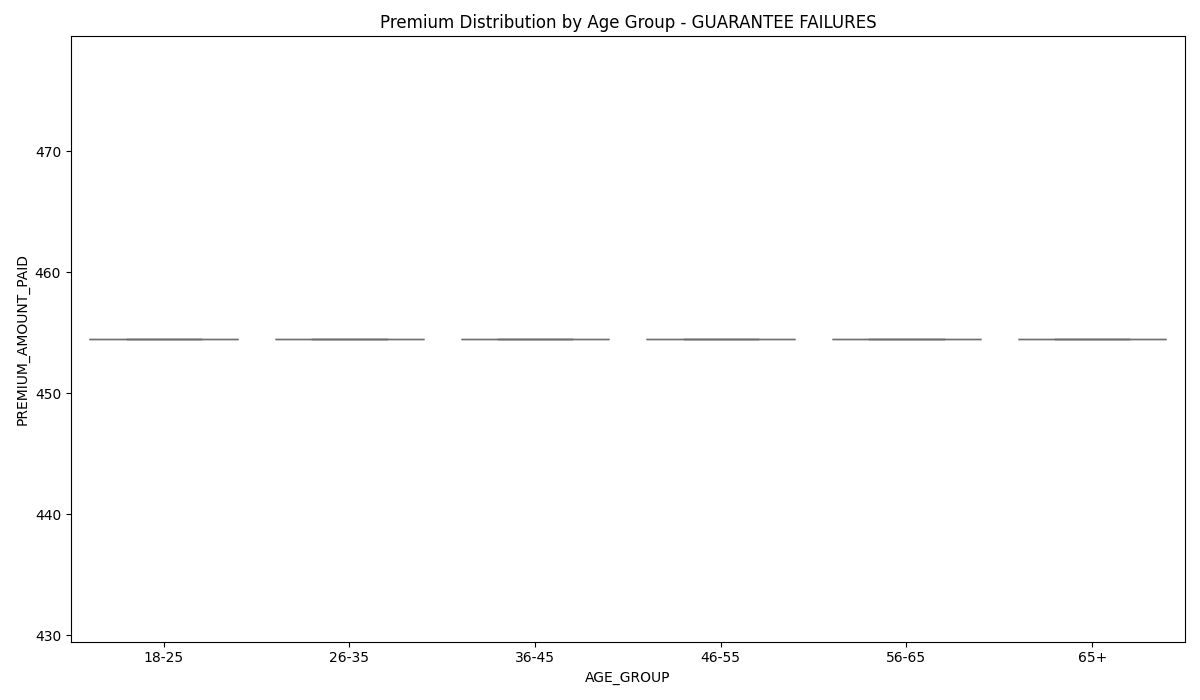 Premium Distribution by Age Group - GUARANTEE FAILURES
PREMIUM_AMOUNT_PAID
470
460
450
440
430
18-25 26-35 36-45 46-55 56-65 65+
AGE_GROUP